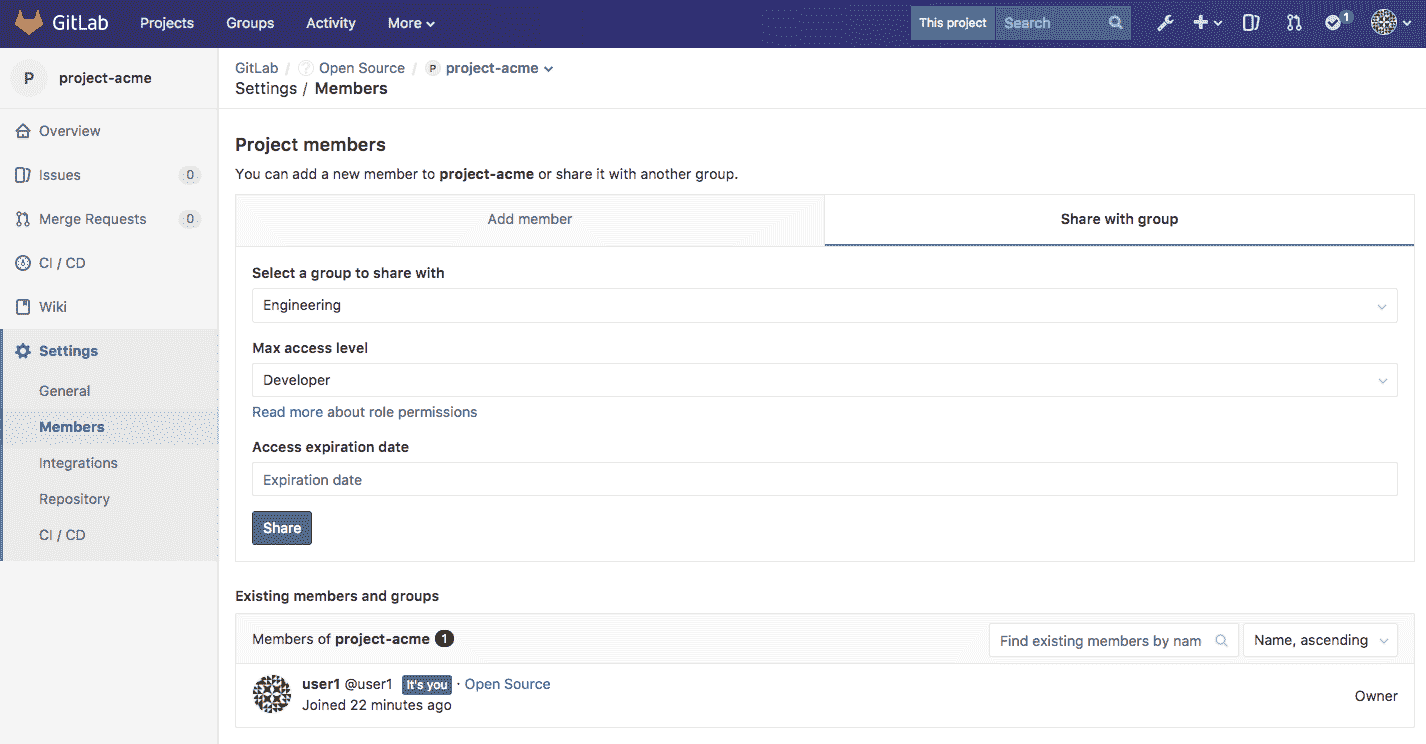 GitLab Projects Groups Activity More This project Search 1
P project-acme
GitLab / Open Source / P project-acme
Settings / Members
Overview
Issues 0
Merge Requests 0
CI / CD
Wiki
Settings
General
Members
Integrations
Repository
CI / CD
Project members
You can add a new member to project-acme or share it with another group.
Add member Share with group
Select a group to share with
Engineering
Max access level
Developer
Read more about role permissions
Access expiration date
Expiration date
Share
Existing members and groups
Members of project-acme 1 Find existing members by nam Name, ascending
user1 @user1 It's you · Open Source
Joined 22 minutes ago
Owner